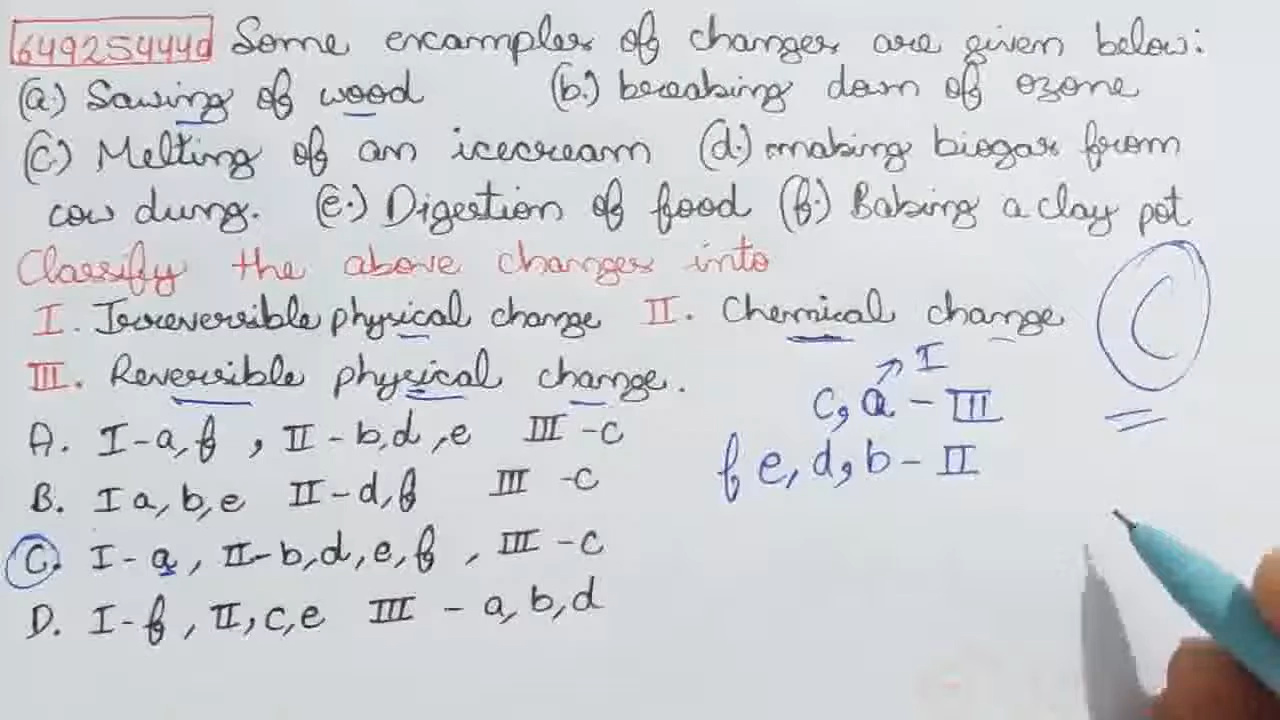 649254440 Some examples of changes are given below:
(a.) Sawing of wood (b.) breaking down of ozone
(c.) Melting of an icecream (d.) making biogas from
cow dung. (e.) Digestion of food (f.) Baking a clay pot
Classify the above changes into
I. Irreversible physical change II. Chemical change
III. Reversible physical change.
A. I-a,f , II-b,d,e III-c
B. I a, b, e II-d,f III-c
C. I-a, II-b,d,e,f, III-c
D. I-f, II,c,e III-a,b,d
C
I
c, a - III
f e, d, b - II